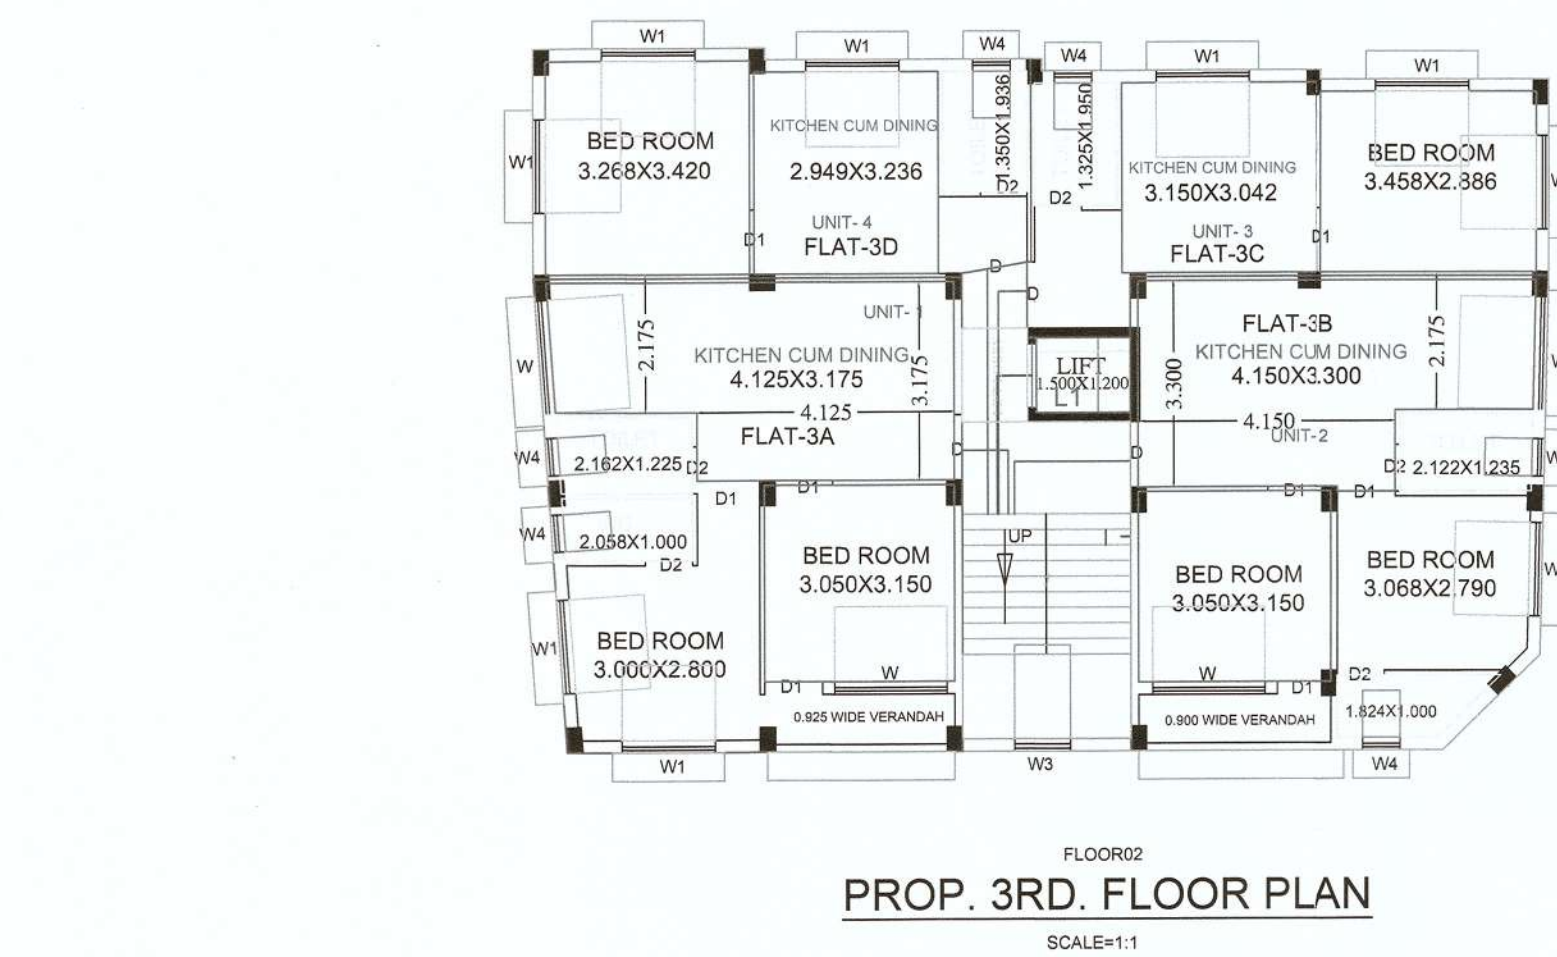 W1
W1
W4
W4
W1
W1
BED ROOM
3.268X3.420
W1
KITCHEN CUM DINING
2.949X3.236
UNIT- 4
FLAT-3D
D1
1.350X1.936
D2
1.325X1.950
D2
KITCHEN CUM DINING
3.150X3.042
UNIT- 3
FLAT-3C
D1
BED ROOM
3.458X2.886
D
D
W
2.175
UNIT- 1
KITCHEN CUM DINING
4.125X3.175
3.175
4.125
FLAT-3A
LIFT
1.500X1.200
L1
FLAT-3B
KITCHEN CUM DINING
4.150X3.300
3.300
2.175
4.150
UNIT-2
W4
2.162X1.225
D2
D
D
D2
2.122X1.235
D1
D1
D1
D1
W4
2.058X1.000
D2
UP
BED ROOM
3.050X3.150
BED ROOM
3.050X3.150
BED ROOM
3.068X2.790
W1
BED ROOM
3.000X2.800
D1
W
W
D1
D2
0.925 WIDE VERANDAH
0.900 WIDE VERANDAH
1.824X1.000
W1
W3
W4
FLOOR02
PROP. 3RD. FLOOR PLAN
SCALE=1:1